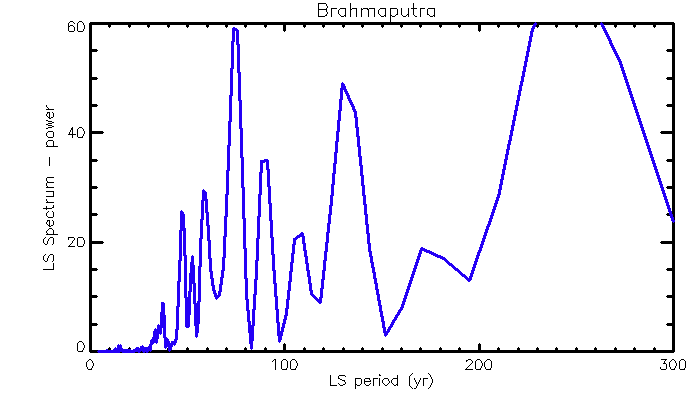 Brahmaputra
60
40
20
0
LS Spectrum - power
0 100 200 300
LS period (yr)